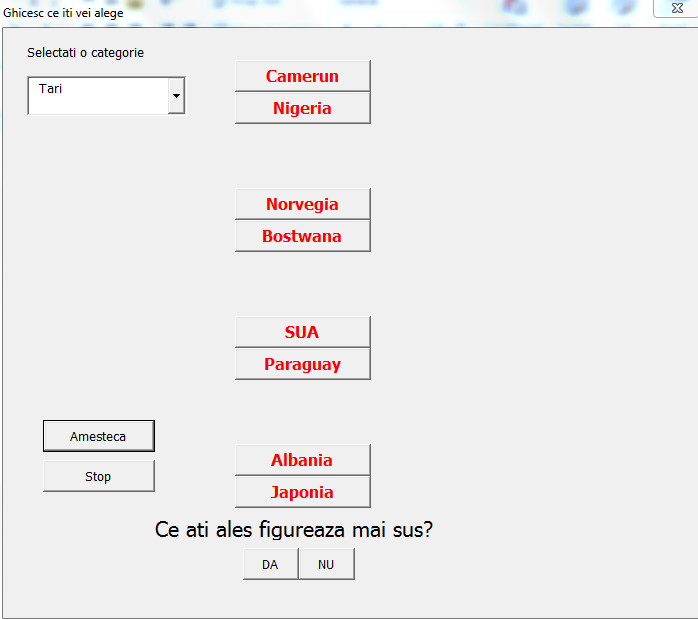 Ghicesc ce iti vei alege
Selectati o categorie
Tari
Camerun
Nigeria
Norvegia
Bostwana
SUA
Paraguay
Amesteca
Stop
Albania
Japonia
Ce ati ales figureaza mai sus?
DA NU